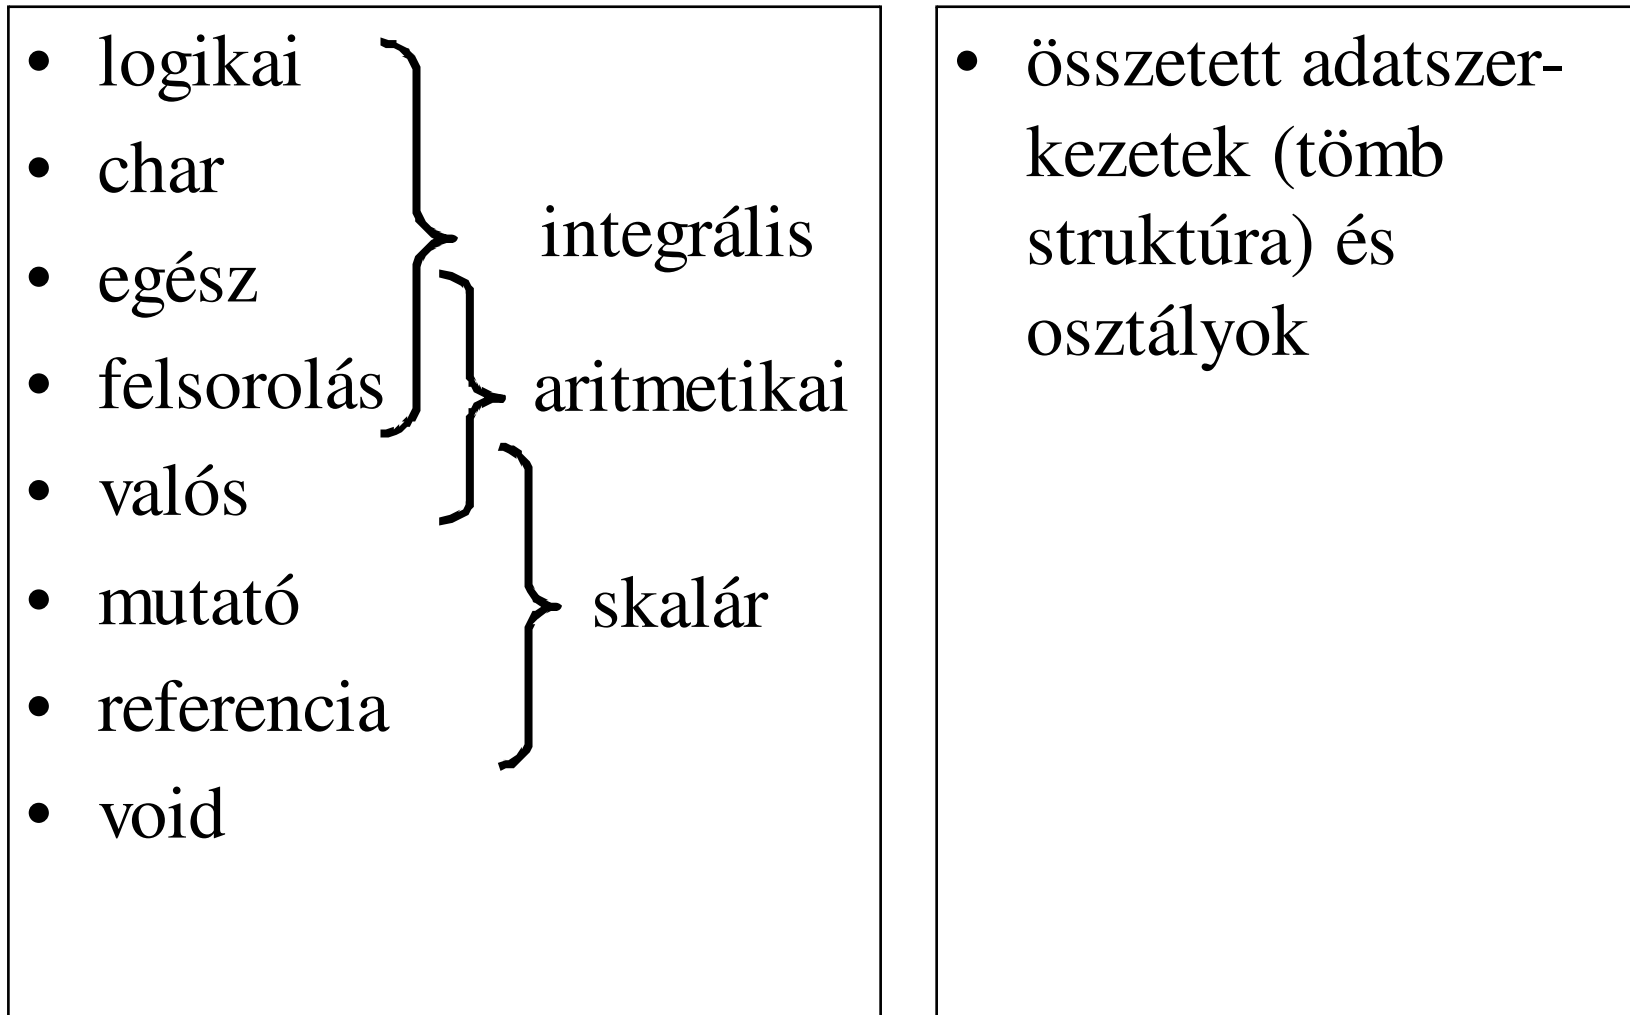 • logikai
• char
integrális
• egész
• felsorolás
aritmetikai
• valós
• mutató
skalár
• referencia
• void
• összetett adatszer-
kezetek (tömb
struktúra) és
osztályok